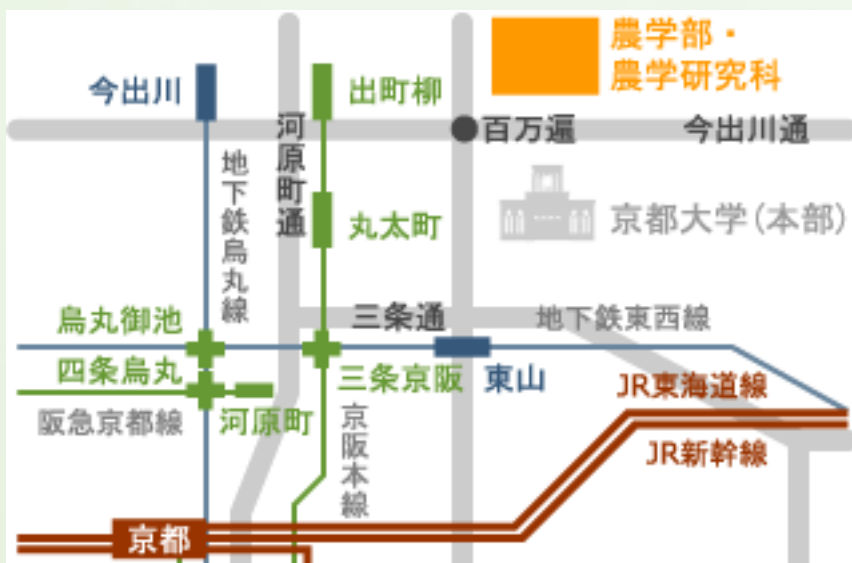 農学部・
農学研究科
今出川
出町柳
河原町通
百万遍
今出川通
地下鉄烏丸線
丸太町
京都大学(本部)
烏丸御池
三条通
地下鉄東西線
四条烏丸
三条京阪
東山
JR東海道線
阪急京都線
河原町
京阪本線
JR新幹線
京都